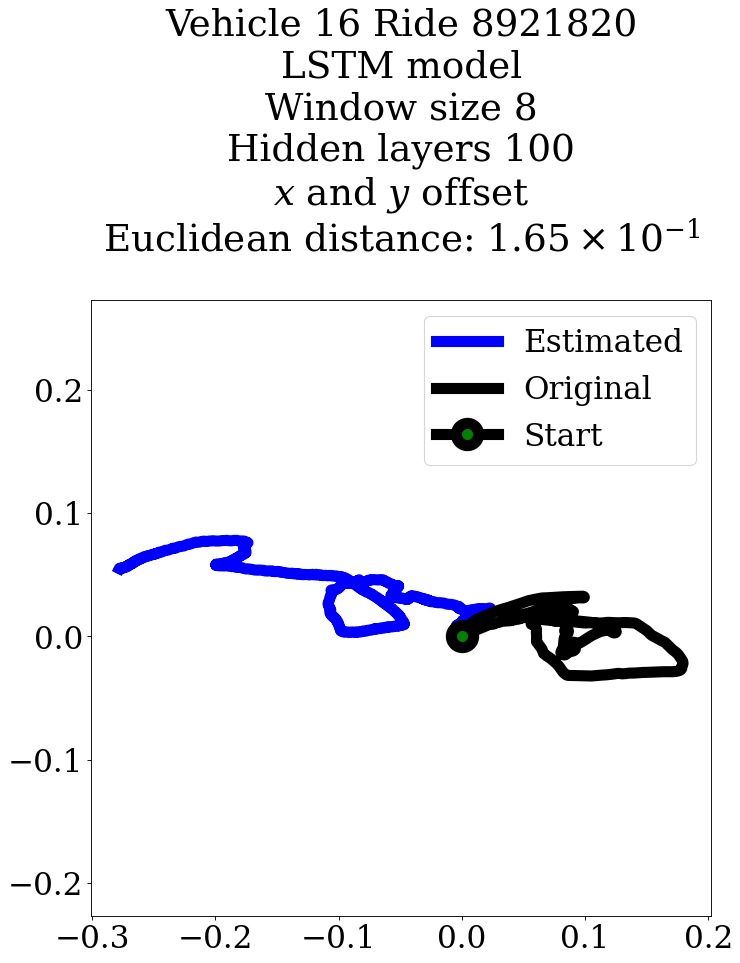 Vehicle 16 Ride 8921820
LSTM model
Window size 8
Hidden layers 100
x and y offset
Euclidean distance: 1.65 × 10⁻¹
Estimated
Original
Start
0.2
0.1
0.0
−0.1
−0.2
−0.3 −0.2 −0.1 0.0 0.1 0.2